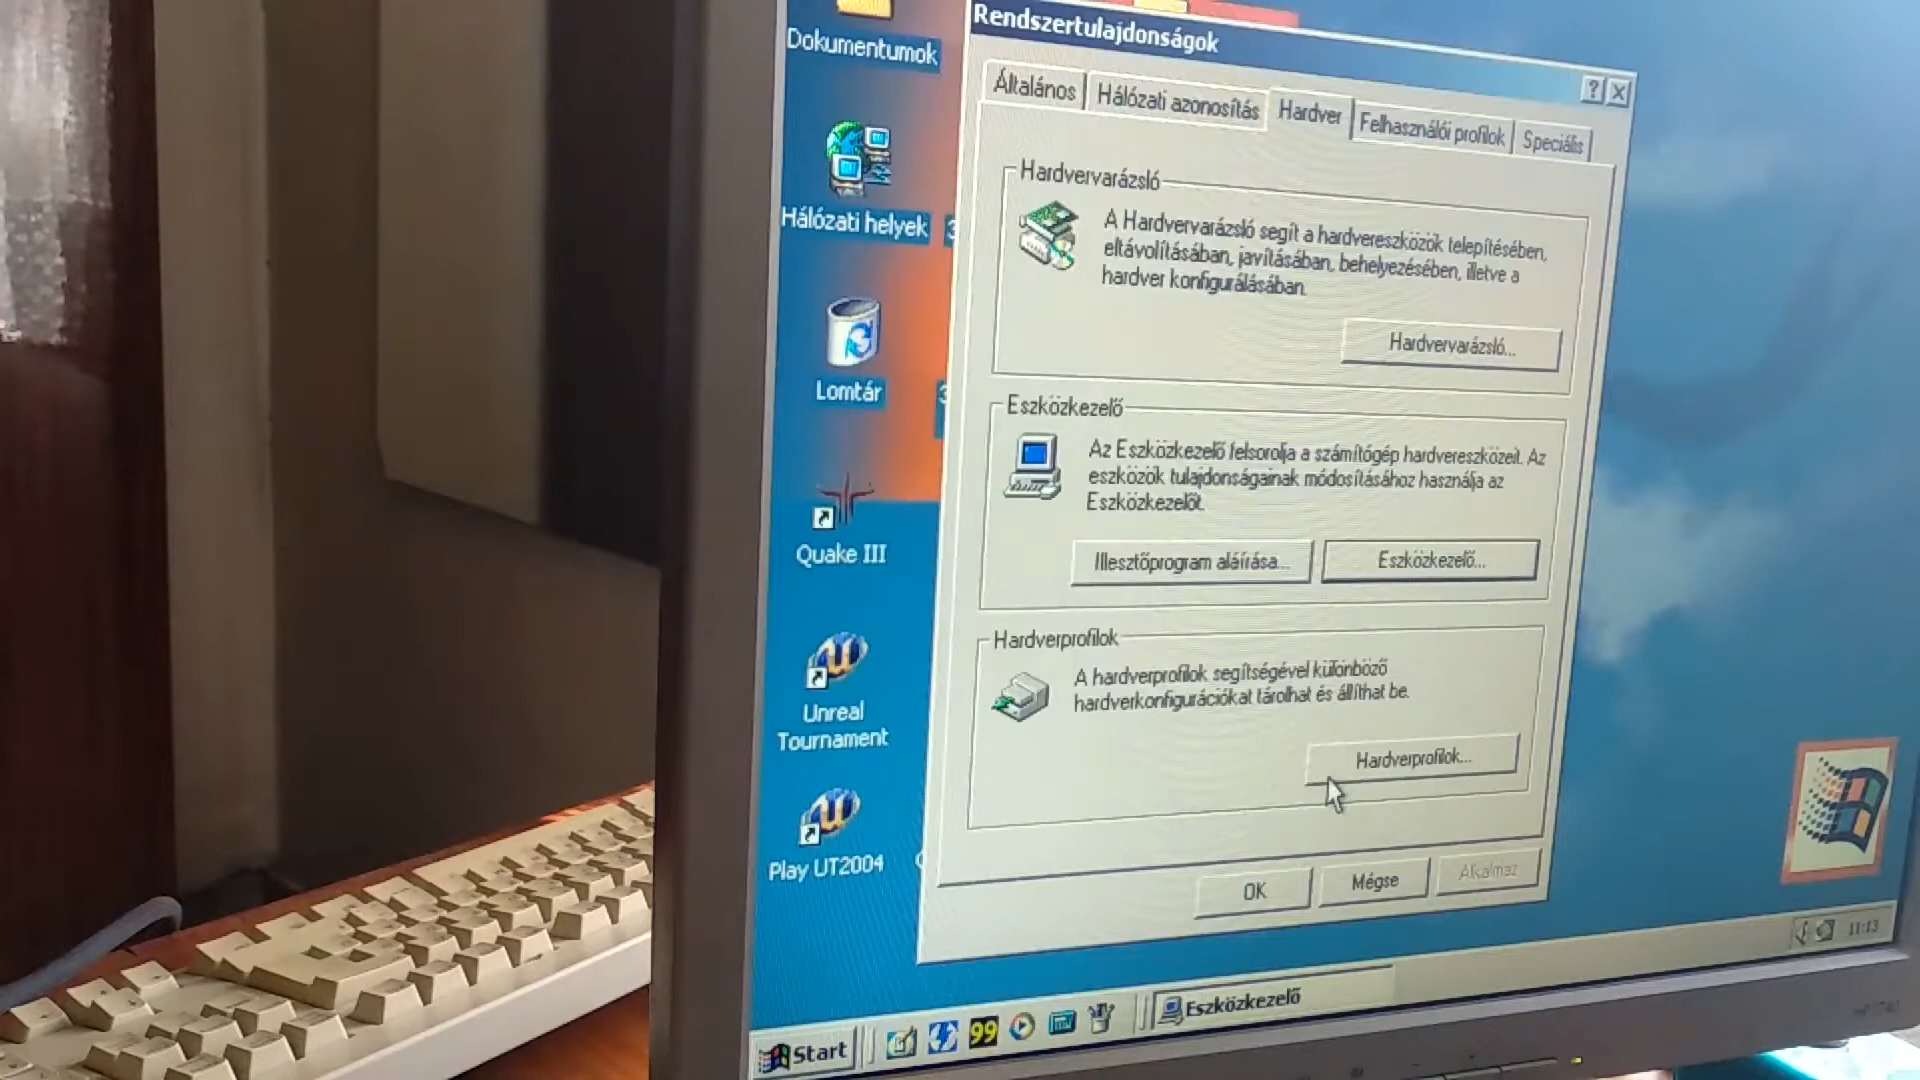 Dokumentumok
Hálózati helyek
Lomtár
Quake III
Unreal
Tournament
Play UT2004
Rendszertulajdonságok
Általános
Hálózati azonosítás
Hardver
Felhasználói profilok
Speciális
Hardvervarázsló
A Hardvervarázsló segít a hardvereszközök telepítésében,
eltávolításában, javításában, behelyezésében, illetve a
hardver konfigurálásában.
Hardvervarázsló...
Eszközkezelő
Az Eszközkezelő felsorolja a számítógép hardvereszközeit. Az
eszközök tulajdonságainak módosításához használja az
Eszközkezelőt.
Illesztőprogram aláírása...
Eszközkezelő...
Hardverprofilok
A hardverprofilok segítségével különböző
hardverkonfigurációkat tárolhat és állíthat be.
Hardverprofilok...
OK
Mégse
Alkalmaz
Start
99
Eszközkezelő
11:13